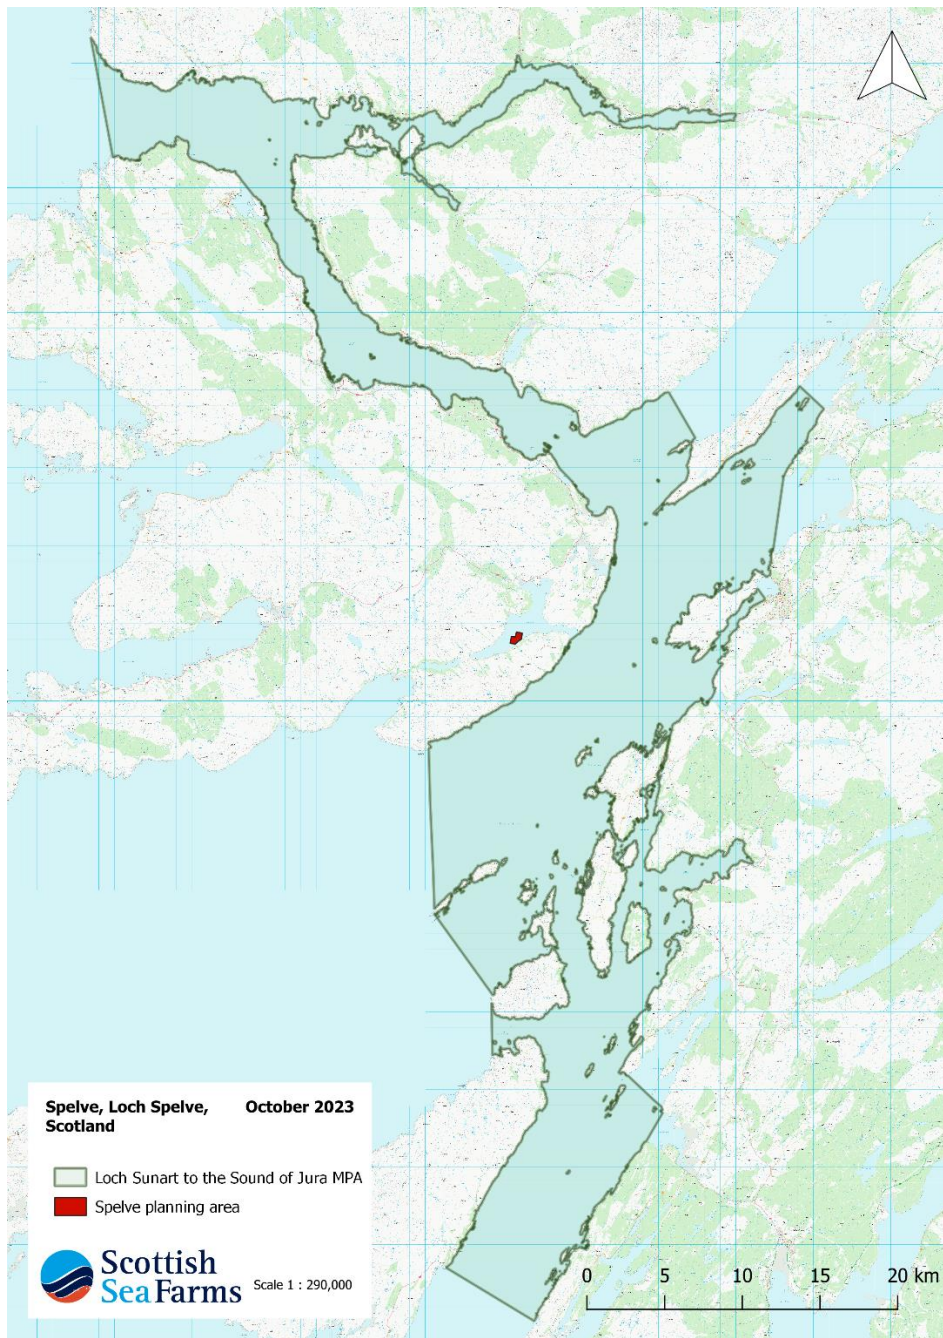 Spelve, Loch Spelve, October 2023
Scotland
Loch Sunart to the Sound of Jura MPA
Spelve planning area
Scottish
Sea Farms
Scale 1 : 290,000
0 5 10 15 20 km